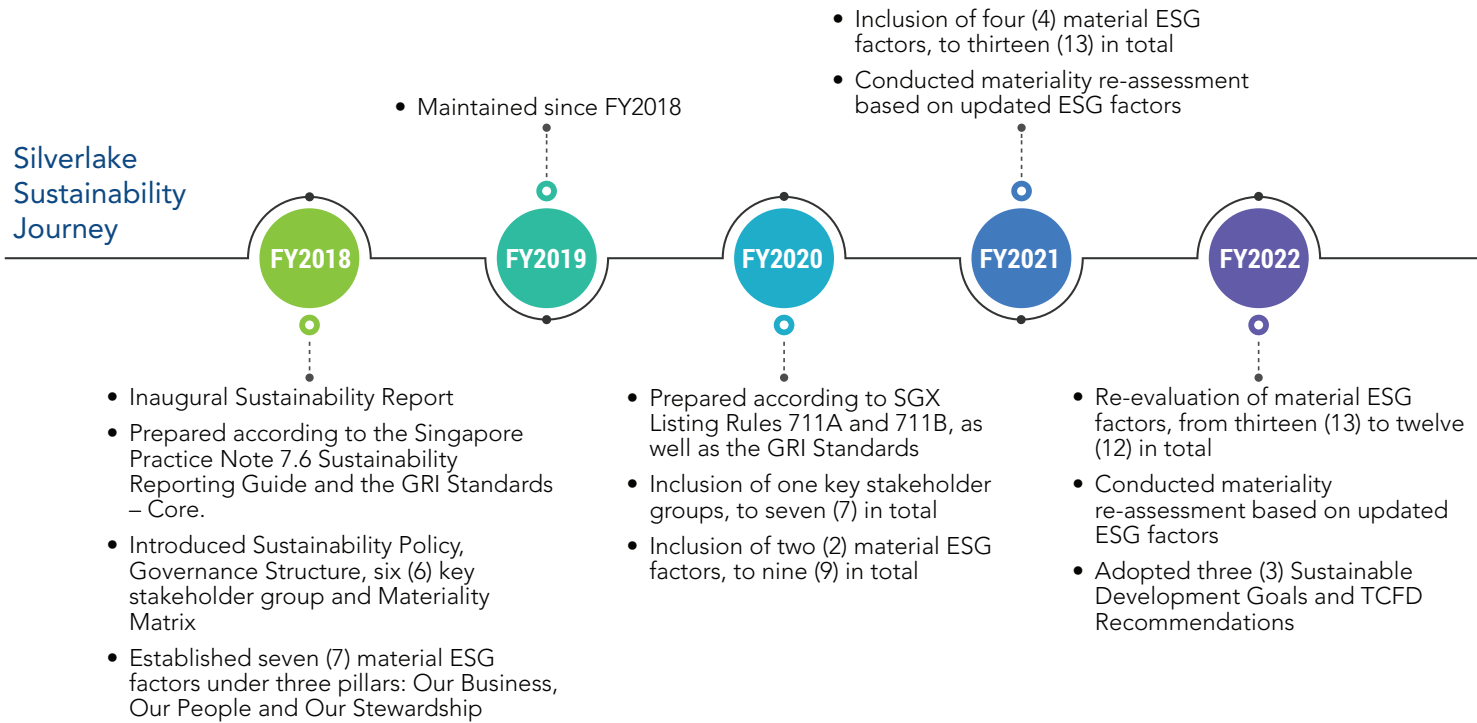 Silverlake
Sustainability
Journey
FY2018
• Inaugural Sustainability Report
• Prepared according to the Singapore
Practice Note 7.6 Sustainability
Reporting Guide and the GRI Standards
– Core.
• Introduced Sustainability Policy,
Governance Structure, six (6) key
stakeholder group and Materiality
Matrix
• Established seven (7) material ESG
factors under three pillars: Our Business,
Our People and Our Stewardship
• Maintained since FY2018
FY2019
FY2020
• Prepared according to SGX
Listing Rules 711A and 711B, as
well as the GRI Standards
• Inclusion of one key stakeholder
groups, to seven (7) in total
• Inclusion of two (2) material ESG
factors, to nine (9) in total
• Inclusion of four (4) material ESG
factors, to thirteen (13) in total
• Conducted materiality re-assessment
based on updated ESG factors
FY2021
FY2022
• Re-evaluation of material ESG
factors, from thirteen (13) to twelve
(12) in total
• Conducted materiality
re-assessment based on updated
ESG factors
• Adopted three (3) Sustainable
Development Goals and TCFD
Recommendations